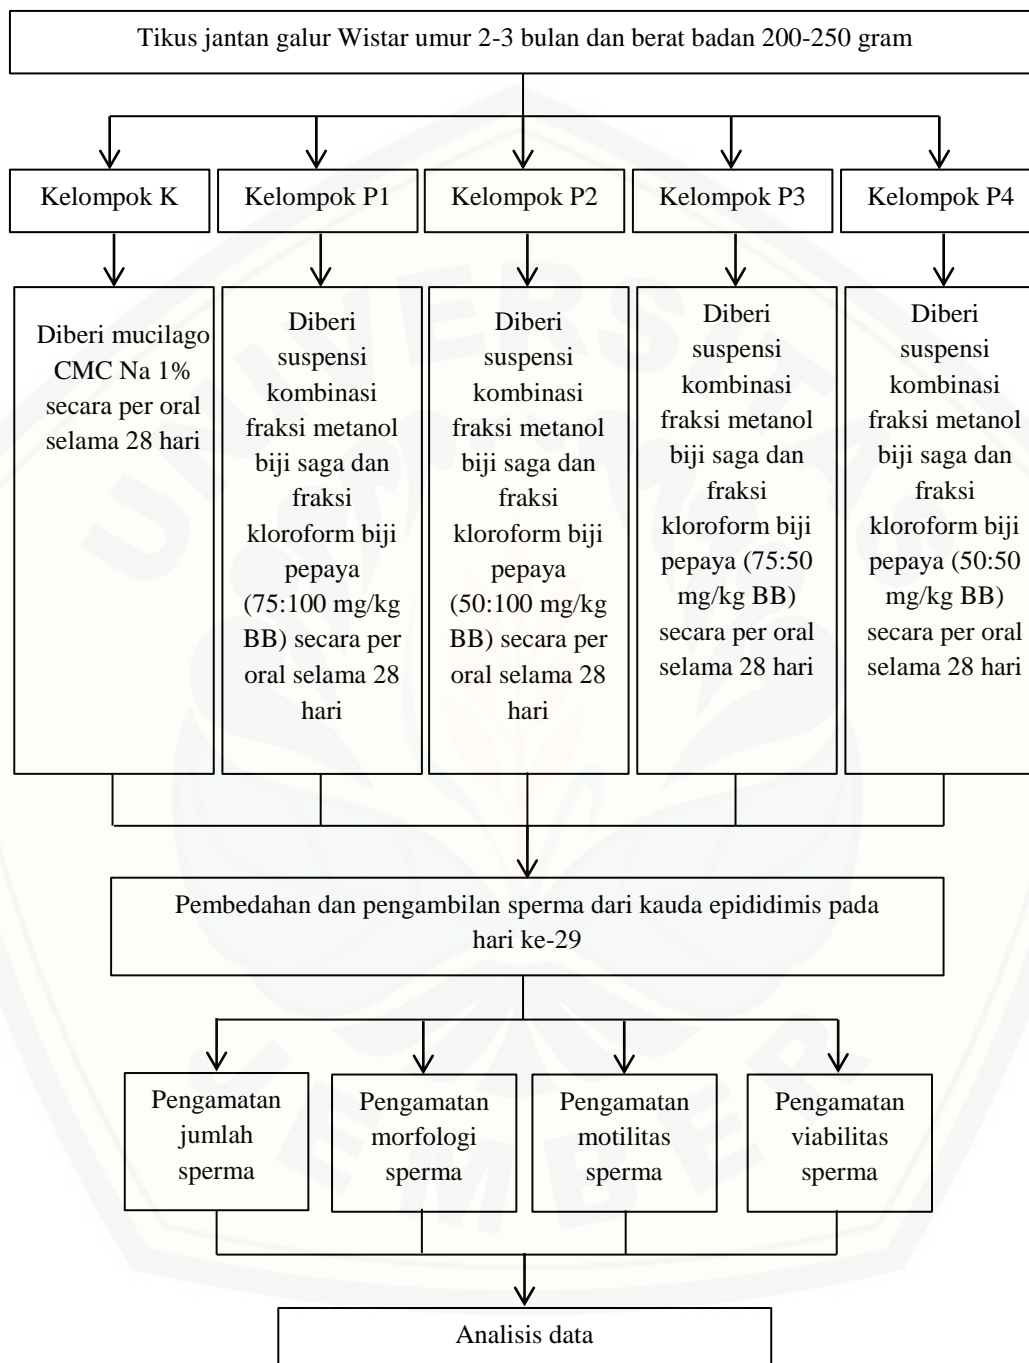 Tikus jantan galur Wistar umur 2-3 bulan dan berat badan 200-250 gram
Kelompok K
Kelompok P1
Kelompok P2
Kelompok P3
Kelompok P4
Diberi mucilago
CMC Na 1%
secara per oral
selama 28 hari
Diberi
suspensi
kombinasi
fraksi metanol
biji saga dan
fraksi
kloroform biji
pepaya
(75:100 mg/kg
BB) secara per
oral selama 28
hari
Diberi
suspensi
kombinasi
fraksi metanol
biji saga dan
fraksi
kloroform biji
pepaya
(50:100 mg/kg
BB) secara per
oral selama 28
hari
Diberi
suspensi
kombinasi
fraksi metanol
biji saga dan
fraksi
kloroform biji
pepaya (75:50
mg/kg BB)
secara per oral
selama 28 hari
Diberi
suspensi
kombinasi
fraksi metanol
biji saga dan
fraksi
kloroform biji
pepaya (50:50
mg/kg BB)
secara per oral
selama 28 hari
Pembedahan dan pengambilan sperma dari kauda epididimis pada
hari ke-29
Pengamatan
jumlah
sperma
Pengamatan
morfologi
sperma
Pengamatan
motilitas
sperma
Pengamatan
viabilitas
sperma
Analisis data
UNIVERSITAS
JEMBER